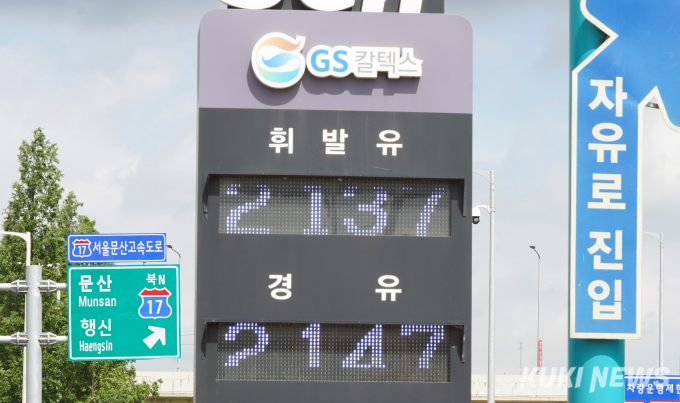 GS칼텍스
휘발유
2137
경유
2147
17 서울문산고속도로
문산 북N
Munsan 17
행신
Haengsin
자유로 진입
KUKI NEWS